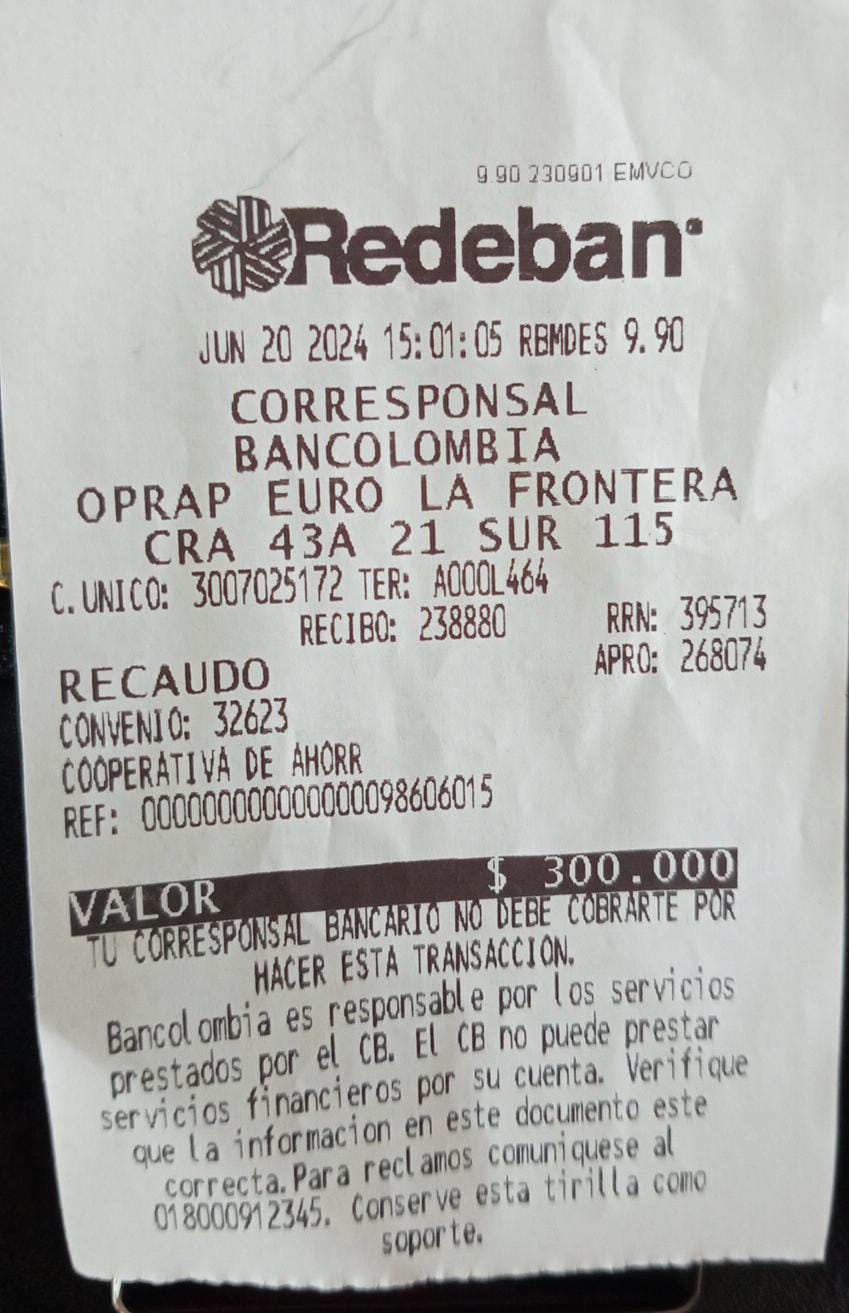 9 90 230901 EMVCO
Redeban
JUN 20 2024 15:01:05 RBMDES 9.90
CORRESPONSAL
BANCOLOMBIA
OPRAP EURO LA FRONTERA
CRA 43A 21 SUR 115
C.UNICO: 3007025172 TER: A000L464
RECIBO: 238880 RRN: 395713
RECAUDO APRO: 268074
CONVENIO: 32623
COOPERATIVA DE AHORR
REF: 0000000000000000098606015
VALOR $ 300.000
TU CORRESPONSAL BANCARIO NO DEBE COBRARTE POR
HACER ESTA TRANSACCION.
Bancolombia es responsable por los servicios
prestados por el CB. El CB no puede prestar
servicios financieros por su cuenta. Verifique
que la informacion en este documento este
correcta.Para reclamos comuniquese al
018000912345. Conserve esta tirilla como
soporte.